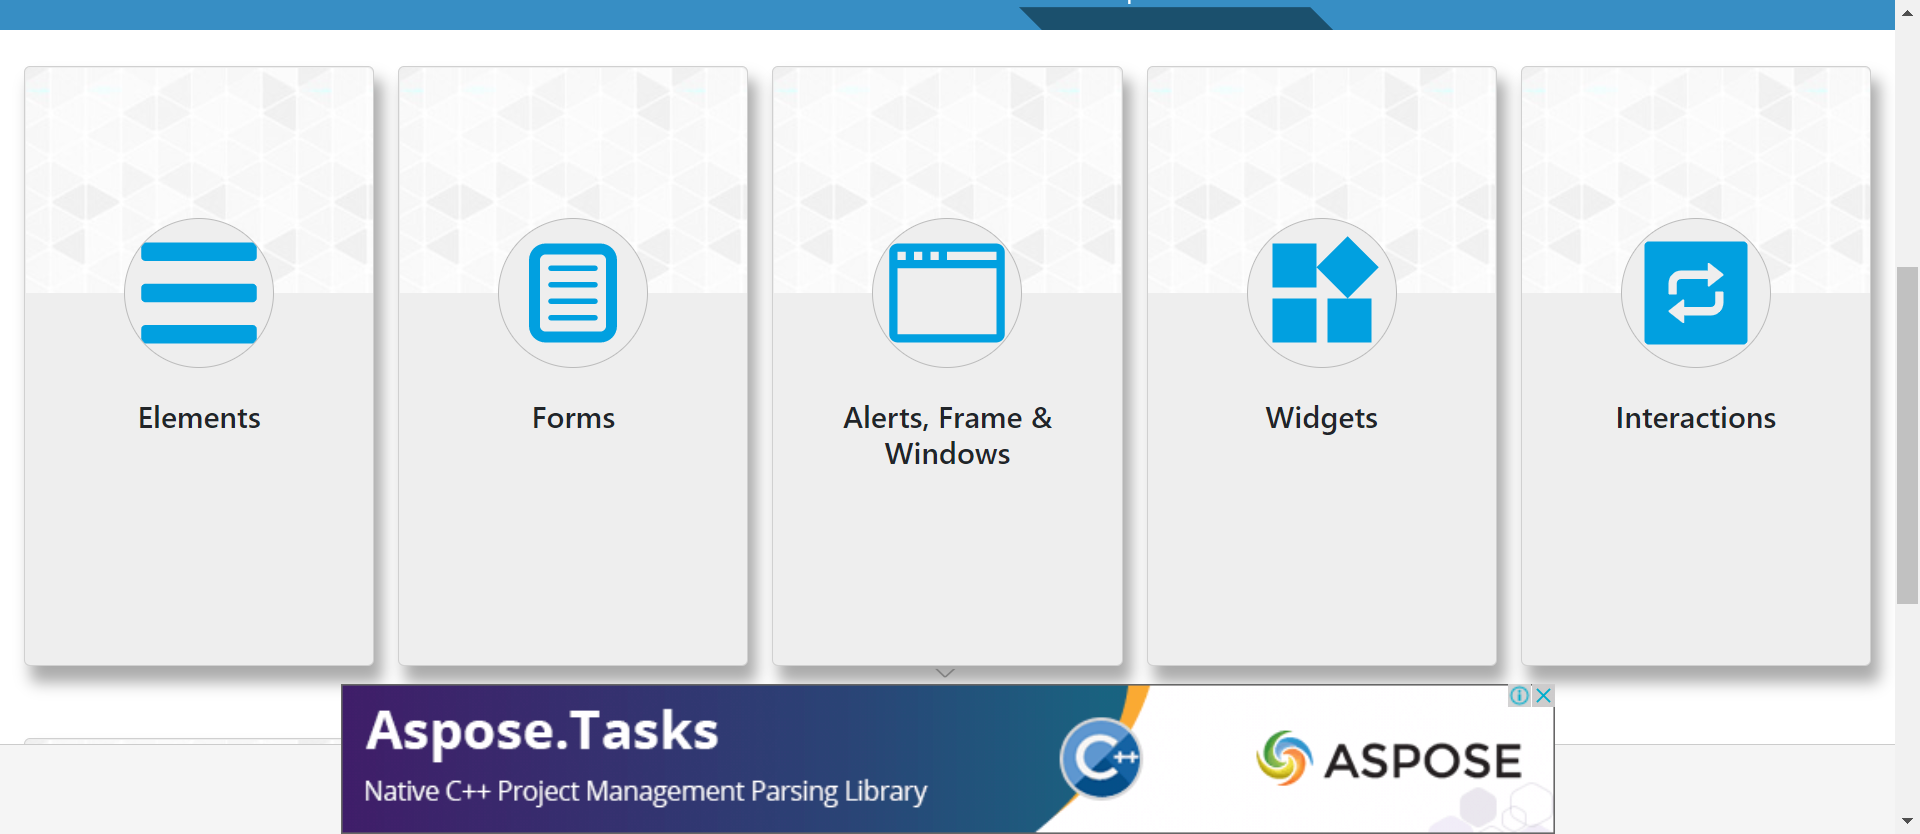 Elements
Forms
Alerts, Frame &
Windows
Widgets
Interactions
Aspose.Tasks
Native C++ Project Management Parsing Library
C++
ASPOSE